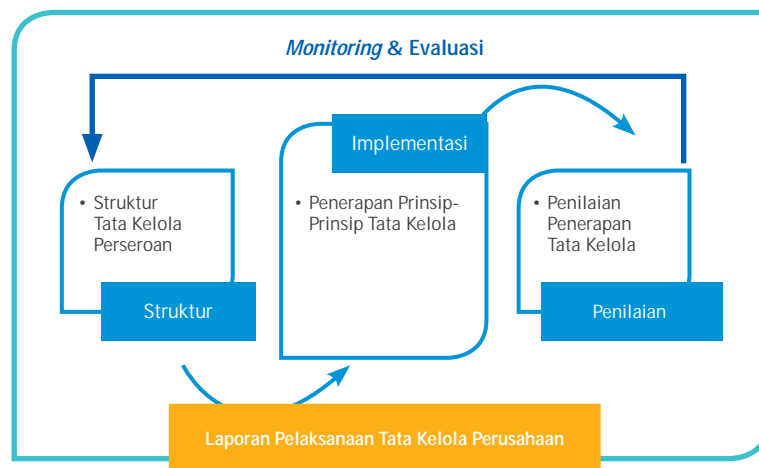 Monitoring & Evaluasi
Implementasi
• Struktur
Tata Kelola
Perseroan
Struktur
• Penerapan Prinsip-
Prinsip Tata Kelola
• Penilaian
Penerapan
Tata Kelola
Penilaian
Laporan Pelaksanaan Tata Kelola Perusahaan